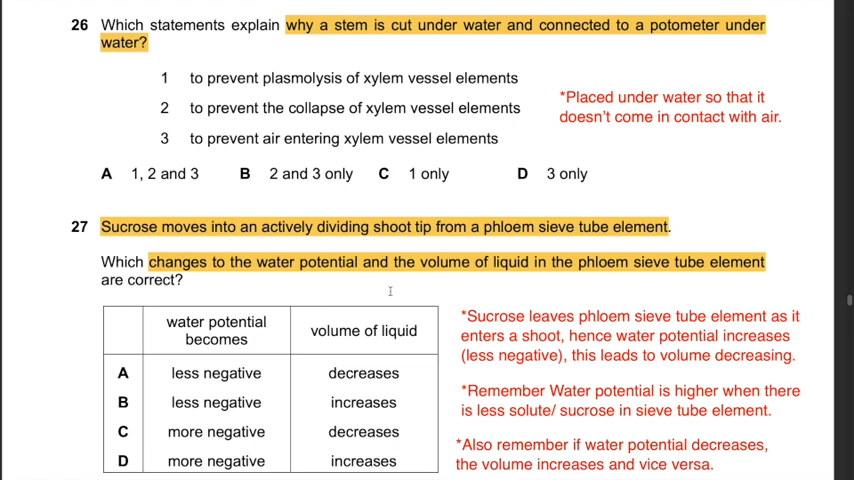 26 Which statements explain why a stem is cut under water and connected to a potometer under
water?
1 to prevent plasmolysis of xylem vessel elements
2 to prevent the collapse of xylem vessel elements
3 to prevent air entering xylem vessel elements
*Placed under water so that it
doesn't come in contact with air.
A 1, 2 and 3 B 2 and 3 only C 1 only D 3 only
27 Sucrose moves into an actively dividing shoot tip from a phloem sieve tube element.
Which changes to the water potential and the volume of liquid in the phloem sieve tube element
are correct?
water potential
becomes
volume of liquid
A less negative decreases
B less negative increases
C more negative decreases
D more negative increases
*Sucrose leaves phloem sieve tube element as it
enters a shoot, hence water potential increases
(less negative), this leads to volume decreasing.
*Remember Water potential is higher when there
is less solute/ sucrose in sieve tube element.
*Also remember if water potential decreases,
the volume increases and vice versa.